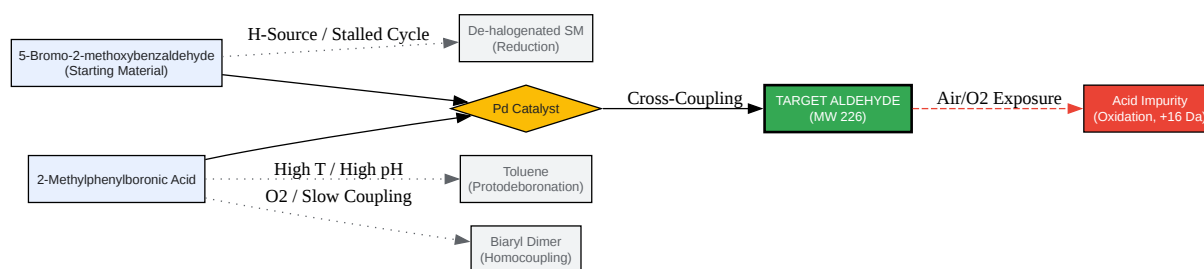 5-Bromo-2-methoxybenzaldehyde
(Starting Material)
H-Source / Stalled Cycle
De-halogenated SM
(Reduction)
Pd Catalyst
Cross-Coupling
TARGET ALDEHYDE
(MW 226)
Air/O2 Exposure
Acid Impurity
(Oxidation, +16 Da)
2-Methylphenylboronic Acid
High T / High pH
Toluene
(Protodeboronation)
O2 / Slow Coupling
Biaryl Dimer
(Homocoupling)